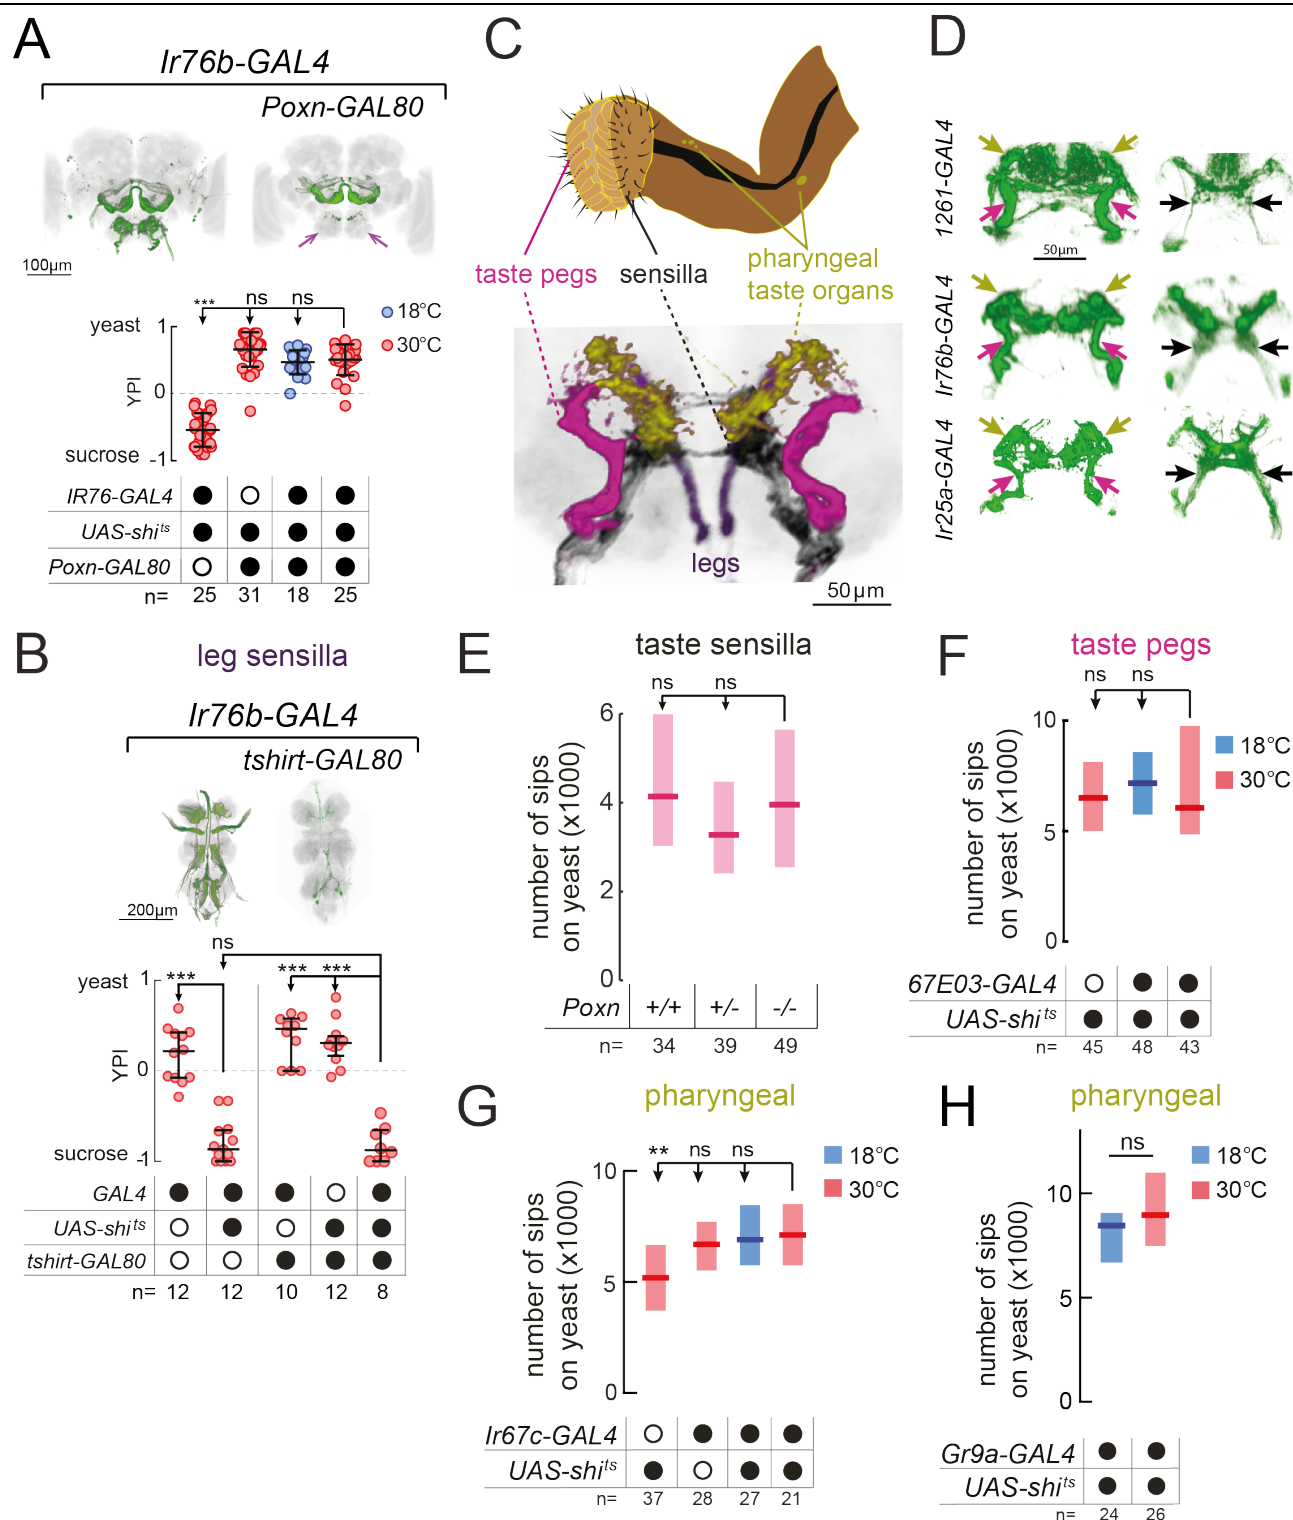 A
Ir76b-GAL4
Poxn-GAL80
100µm
*** ns ns
18°C
30°C
yeast 1
YPI 0
sucrose -1
IR76-GAL4
UAS-shi^ts
Poxn-GAL80
n= 25 31 18 25
B
leg sensilla
Ir76b-GAL4
tshirt-GAL80
200µm
ns
*** *** ***
yeast 1
YPI 0
sucrose -1
GAL4
UAS-shi^ts
tshirt-GAL80
n= 12 12 10 12 8
C
taste pegs
sensilla
pharyngeal
taste organs
legs
50µm
D
1261-GAL4
50µm
Ir76b-GAL4
Ir25a-GAL4
E
taste sensilla
ns ns
number of sips
on yeast (x1000)
6
4
2
0
Poxn +/+ +/- -/-
n= 34 39 49
F
taste pegs
ns ns
18°C
30°C
number of sips
on yeast (x1000)
10
5
0
67E03-GAL4
UAS-shi^ts
n= 45 48 43
G
pharyngeal
** ns ns
18°C
30°C
number of sips
on yeast (x1000)
10
5
0
Ir67c-GAL4
UAS-shi^ts
n= 37 28 27 21
H
pharyngeal
ns
18°C
30°C
number of sips
on yeast (x1000)
10
5
0
Gr9a-GAL4
UAS-shi^ts
n= 24 26